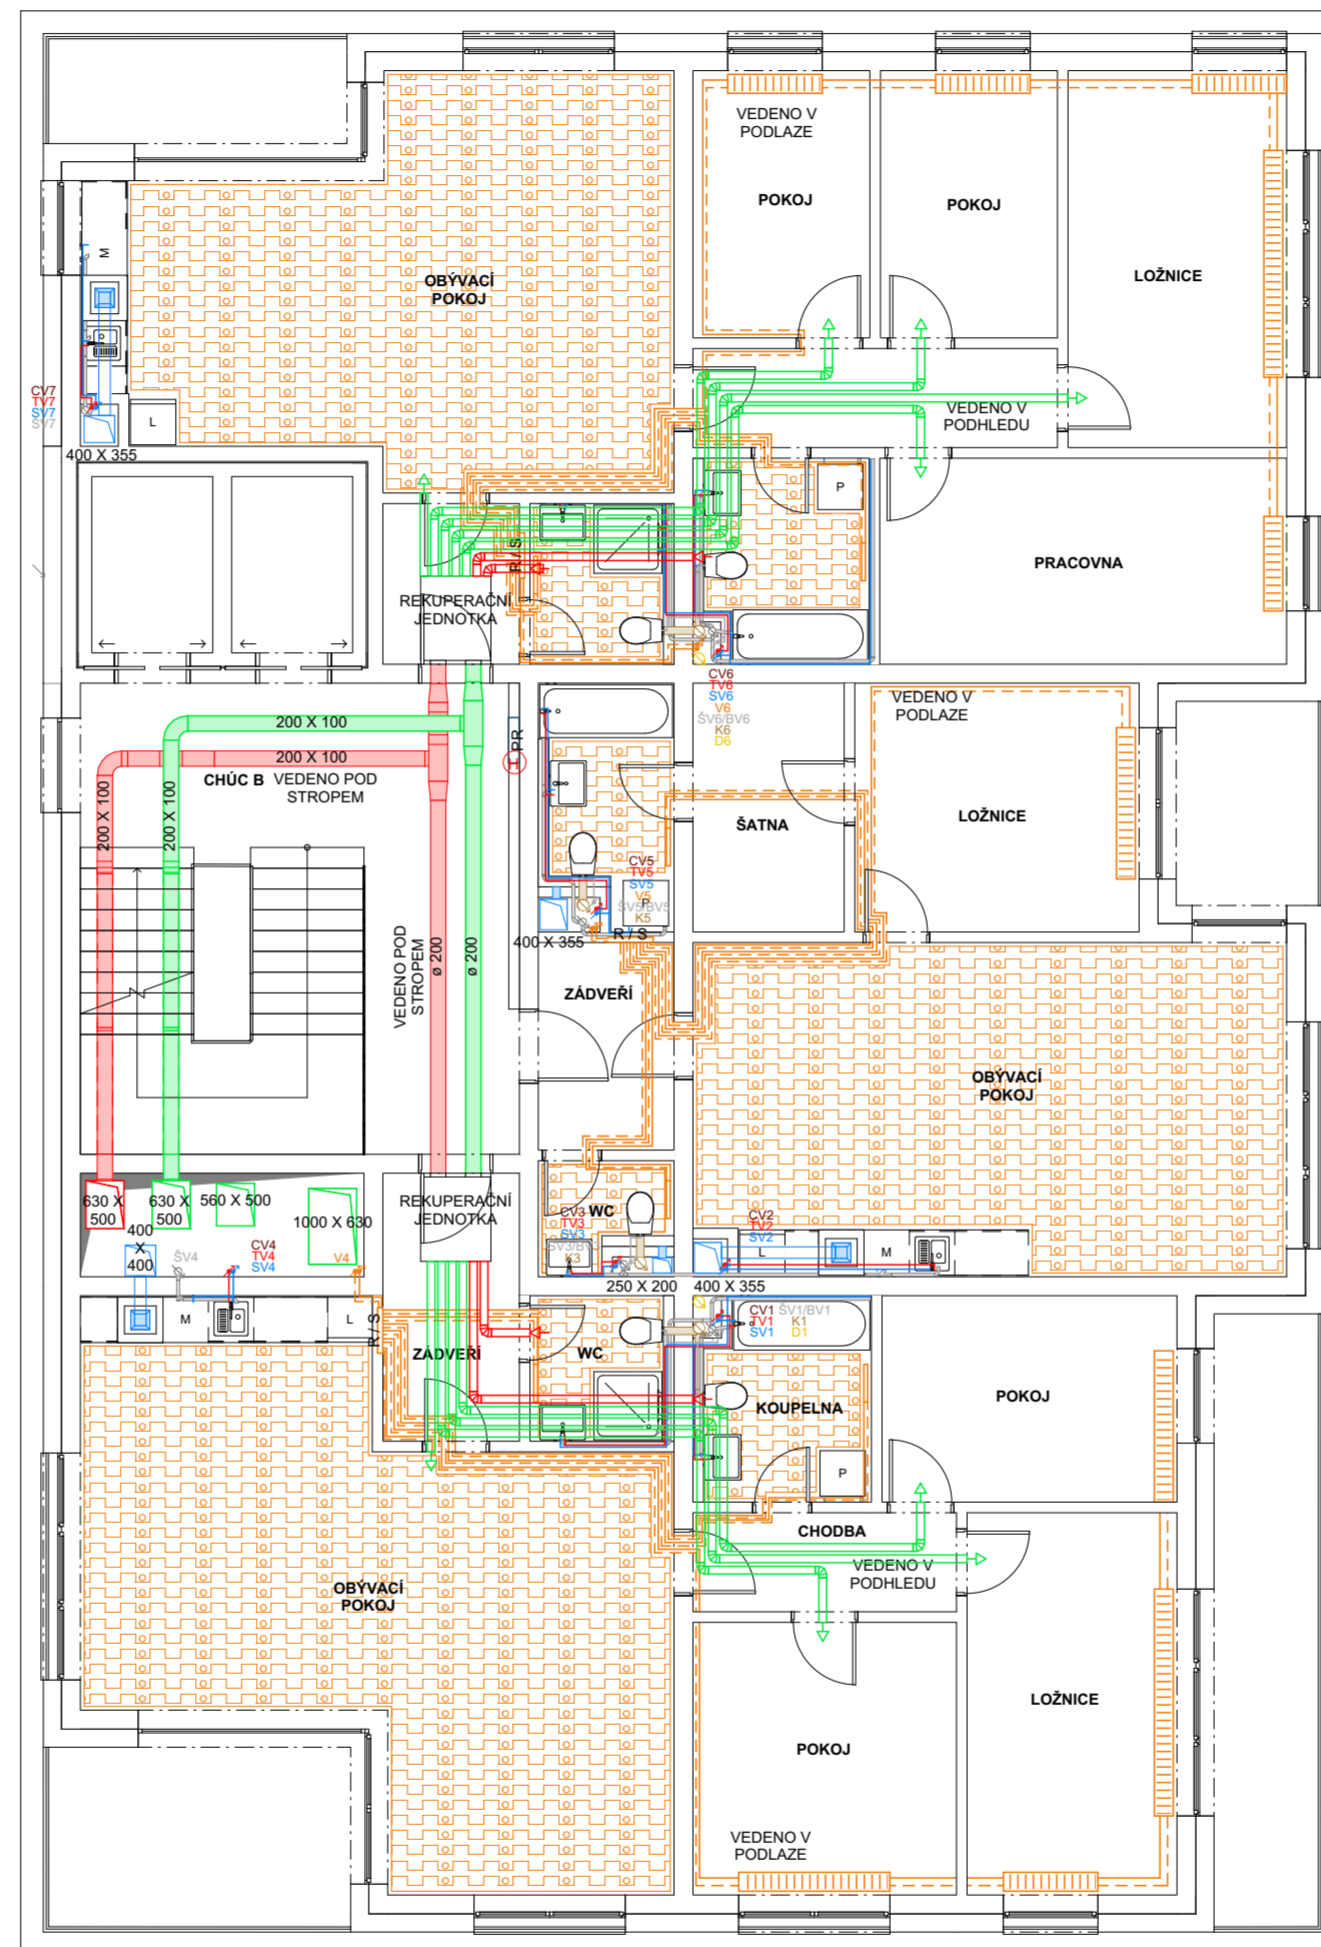 VEDENO V
PODLAZE
POKOJ
POKOJ
LOŽNICE
OBÝVACÍ
POKOJ
M
L
CV7
TV7
SV7
ŠV7
400 X 355
VEDENO V
PODHLEDU
P
R / S
PRACOVNA
REKUPERAČNÍ
JEDNOTKA
CV6
TV6
SV6
V6
ŠV6/BV6
K6
D6
VEDENO V
PODLAZE
200 X 100
200 X 100
PR
CHÚC B
VEDENO POD
STROPEM
200 X 100
200 X 100
ŠATNA
LOŽNICE
CV5
TV5
SV5
V5
P
ŠV5/BV5
K5
R / S
400 X 355
VEDENO POD
STROPEM
ø 200
ø 200
ZÁDVEŘÍ
OBÝVACÍ
POKOJ
630 X
500
630 X
500
560 X 500
1000 X 630
400
X
400
ŠV4
CV4
TV4
SV4
V4
REKUPERAČNÍ
JEDNOTKA
WC
CV3
TV3
SV3
ŠV3/BV3
K3
CV2
TV2
SV2
L
M
250 X 200
400 X 355
M
L
R / S
ZÁDVEŘÍ
WC
CV1
TV1
SV1
ŠV1/BV1
K1
D1
KOUPELNA
POKOJ
P
CHODBA
VEDENO V
PODHLEDU
OBÝVACÍ
POKOJ
LOŽNICE
POKOJ
VEDENO V
PODLAZE